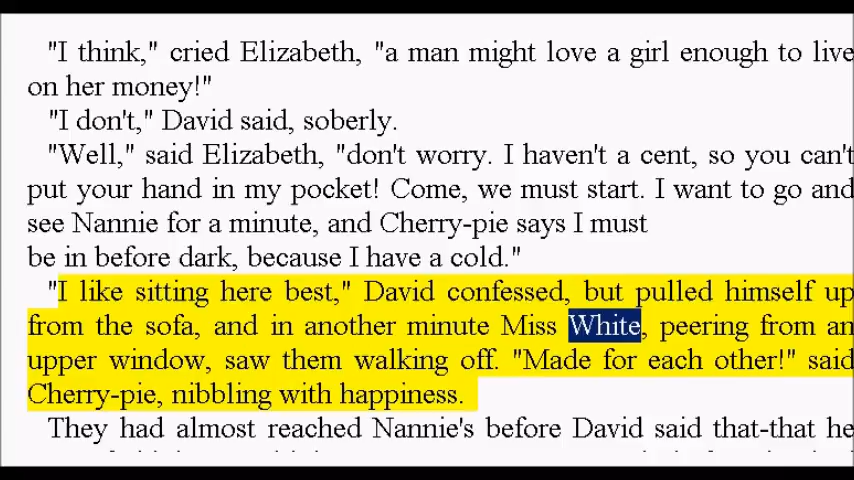 "I think," cried Elizabeth, "a man might love a girl enough to live
on her money!"
"I don't," David said, soberly.
"Well," said Elizabeth, "don't worry. I haven't a cent, so you can't
put your hand in my pocket! Come, we must start. I want to go and
see Nannie for a minute, and Cherry-pie says I must
be in before dark, because I have a cold."
"I like sitting here best," David confessed, but pulled himself up
from the sofa, and in another minute Miss White, peering from an
upper window, saw them walking off. "Made for each other!" said
Cherry-pie, nibbling with happiness.
They had almost reached Nannie's before David said that-that he